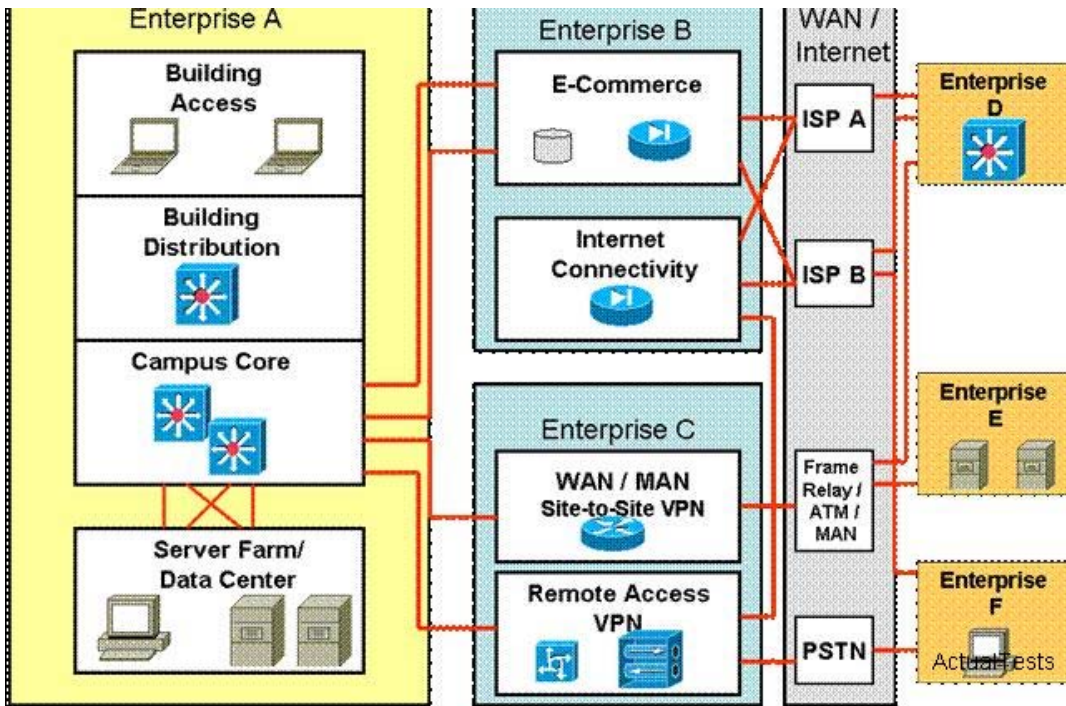 Enterprise A
Building
Access
Building
Distribution
Campus Core
Server Farm/
Data Center
Enterprise B
E-Commerce
Internet
Connectivity
Enterprise C
WAN / MAN
Site-to-Site VPN
Remote Access
VPN
WAN /
Internet
ISP A
ISP B
Frame
Relay /
ATM /
MAN
PSTN
Enterprise
D
Enterprise
E
Enterprise
F
ActualTests